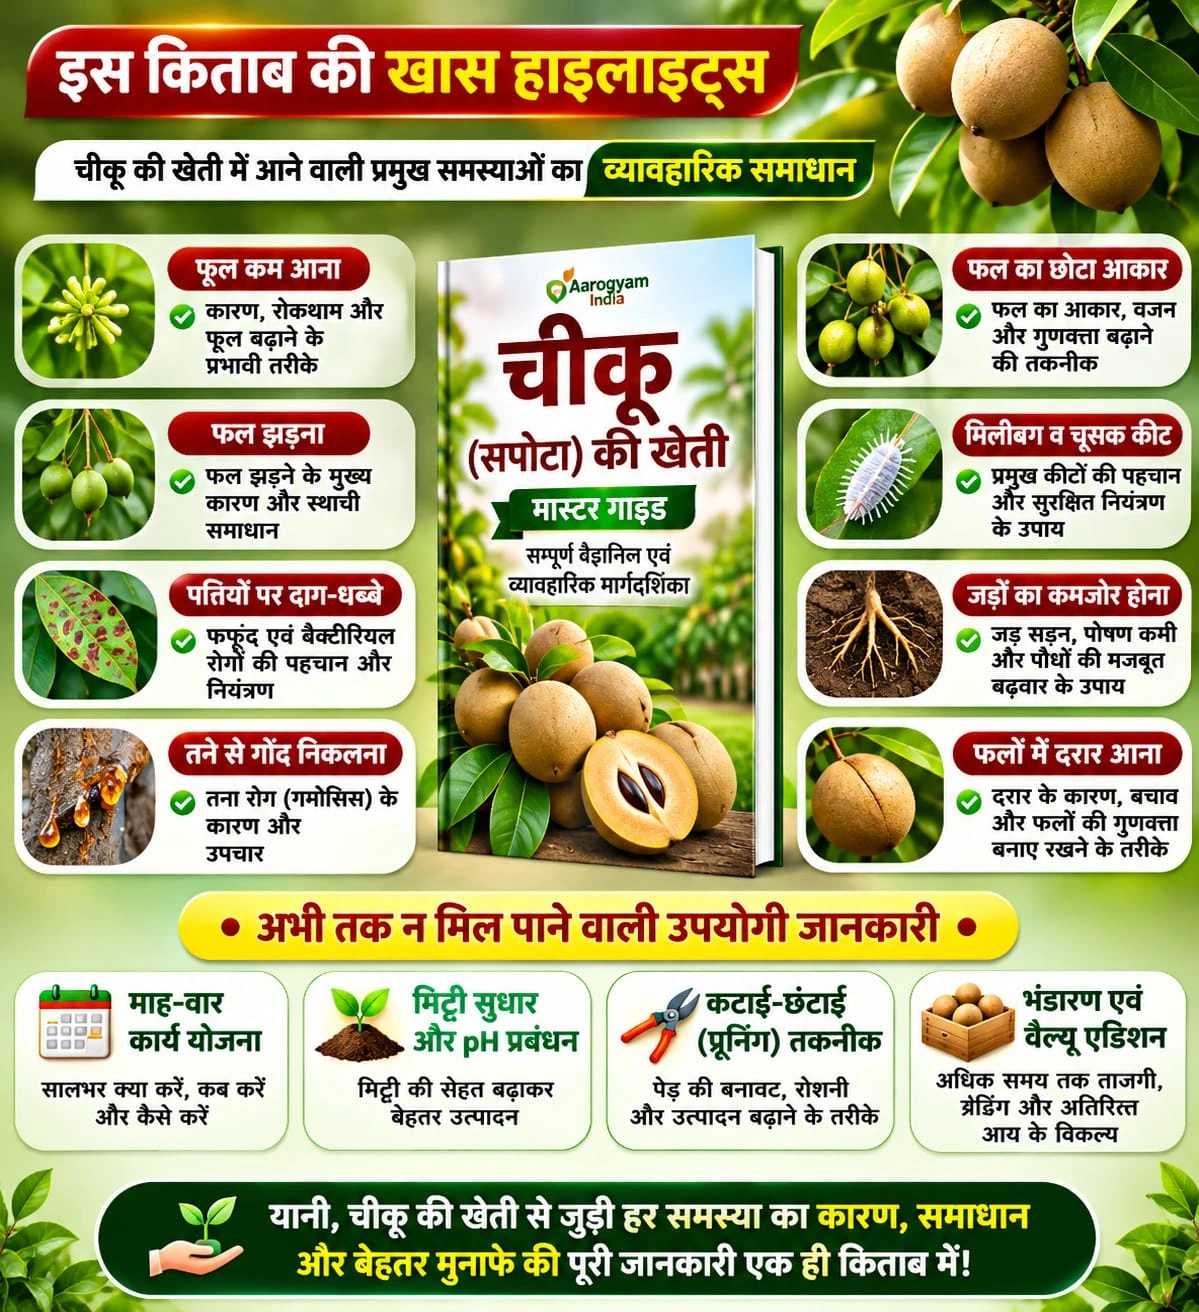 इस किताब की खास हाइलाइट्स
चीकू की खेती में आने वाली प्रमुख समस्याओं का व्यावहारिक समाधान
फूल कम आना
कारण, रोकथाम और
फूल बढ़ाने के
प्रभावी तरीके
फल झड़ना
फल झड़ने के मुख्य
कारण और स्थाची
समाधान
पतियों पर दाग-धब्बे
फफूंद एवं बैक्टीरियल
रोगों की पहचान और
नियंत्रण
तने से गोंद निकलना
तना रोग (गमोसिस) के
कारण और
उपचार
Aarogyam
India
चीकू
(सपोटा) की खेती
मास्टर गाइड
सम्पूर्ण वैज्ञानिल एवं
व्यावहारिक मार्गदशिंका
फल का छोटा आकार
फल का आकार, वजन
और गुणवत्ता बढ़ाने
की तकनीक
मिलीबग व चूसक कीट
प्रमुख कीटों की पहचान
और सुरक्षित नियंत्रण
के उपाय
जड़ों का कमजोर होना
जड़ सड़न, पोषण कमी
और पौधों की मजबूत
बढ़वार के उपाय
फलों में दरार आना
दरार के कारण, बचाव
और फलों की गुणवत्ता
बनाए रखने के तरीके
• अभी तक न मिल पाने वाली उपयोगी जानकारी •
माह-वार
कार्य योजना
सालभर क्या करें, कब करें
और कैसे करें
मिट्टी सुधार
और pH प्रबंधन
मिट्टी की सेहत बढ़ाकर
बेहतर उत्पादन
कटाई-छंटाई
(प्रूनिंग) तकनीक
पेड़ की बनावट, रोशनी
और उत्पादन बढ़ाने के तरीके
भंडारण एवं
वैल्यू एडिशन
अधिक समय तक ताजगी,
ग्रेडिंग और अतिरित्त
आय के विकल्प
यानी, चीकू की खेती से जुड़ी हर समस्या का कारण, समाधान
और बेहतर मुनाफे की पूरी जानकारी एक ही किताब में!